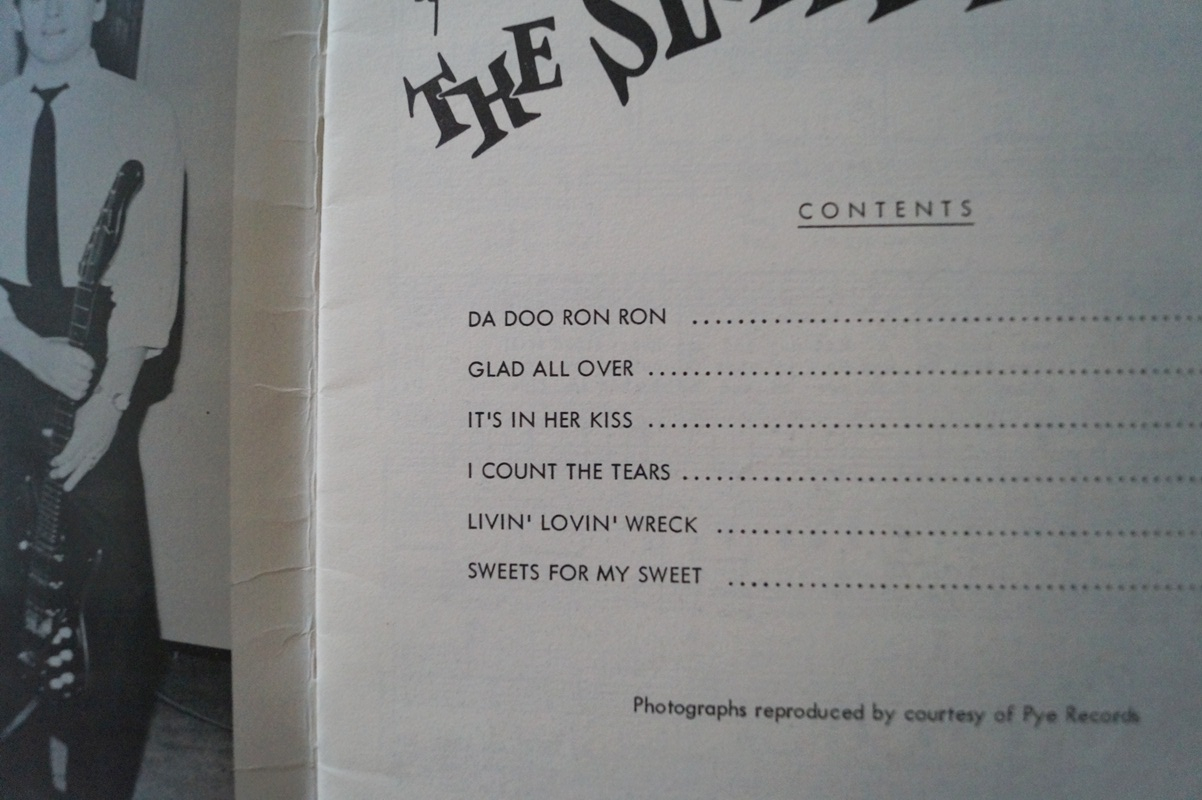 THE
CONTENTS
DA DOO RON RON ........................................
GLAD ALL OVER ........................................
IT'S IN HER KISS ........................................
I COUNT THE TEARS ........................................
LIVIN' LOVIN' WRECK ........................................
SWEETS FOR MY SWEET ........................................
Photographs reproduced by courtesy of Pye Records